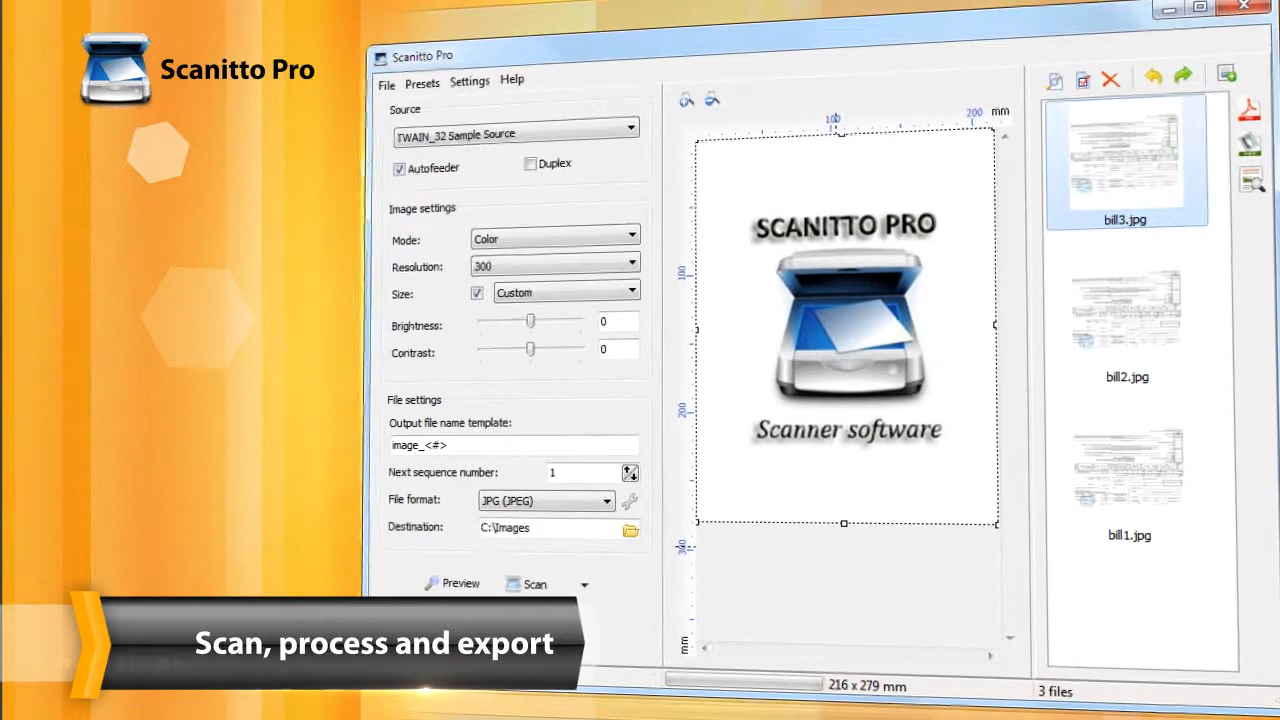 Scanitto Pro
Scanitto Pro
File Presets Settings Help
Source
TWAIN_32 Sample Source
Autofeeder
Duplex
Image settings
Mode: Color
Resolution: 300
Size: Custom
Brightness: 0
Contrast: 0
File settings
Output file name template:
image_<#>
Next sequence number: 1
File format: JPG (JPEG)
Destination: C:\Images
Preview Scan
100 200 mm
100
200
300
mm
SCANITTO PRO
Scanner software
216 x 279 mm
bill3.jpg
bill2.jpg
bill1.jpg
3 files
Scan, process and export